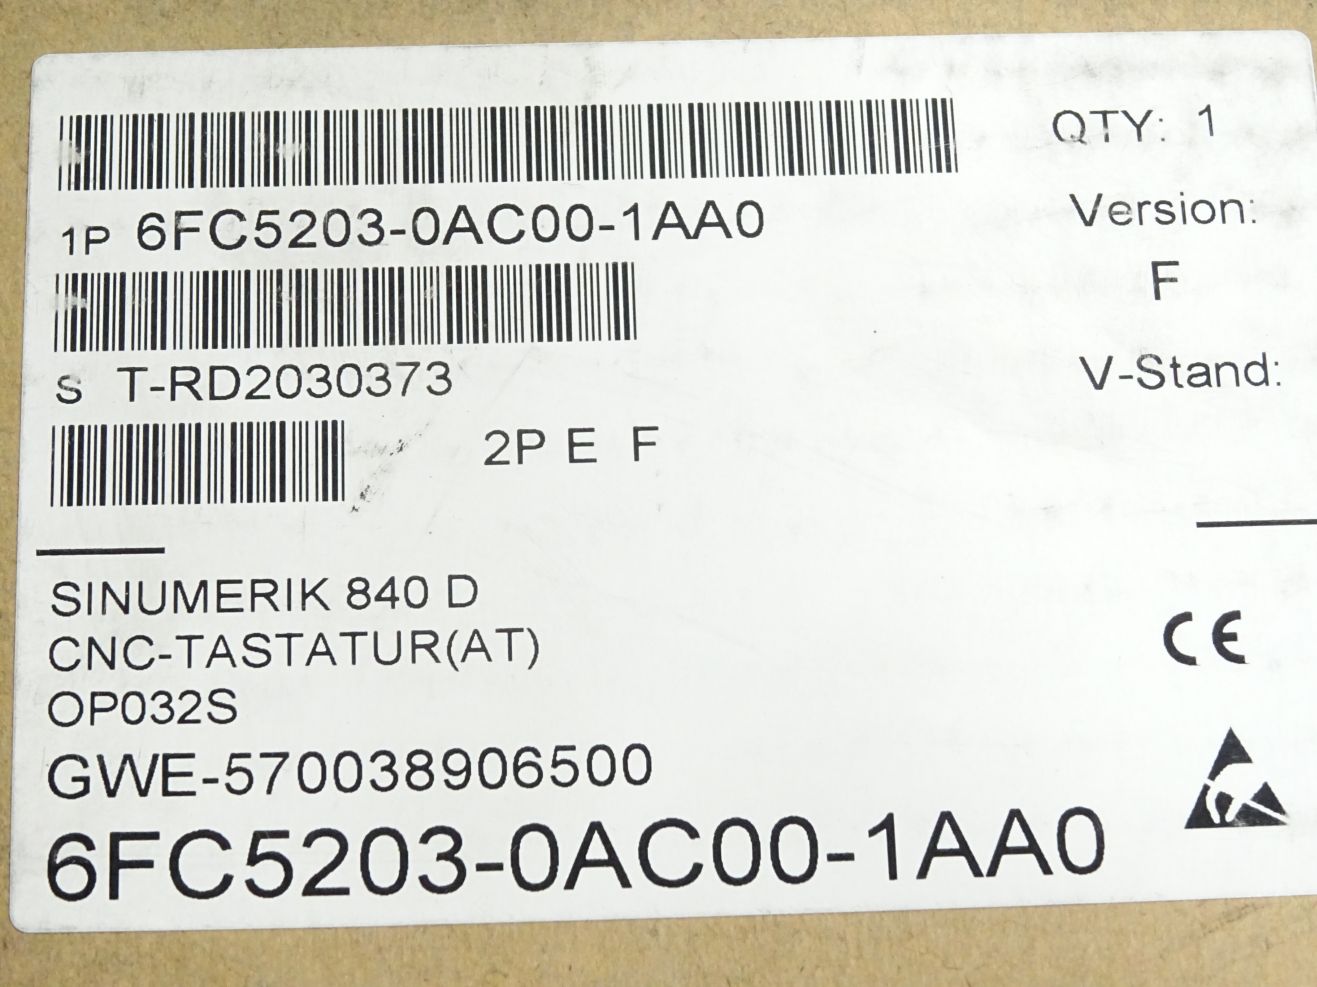 QTY: 1
1P 6FC5203-0AC00-1AA0
Version:
F
S T-RD2030373
V-Stand:
2P E F
SINUMERIK 840 D
CNC-TASTATUR(AT)
OP032S
CE
GWE-570038906500
6FC5203-0AC00-1AA0